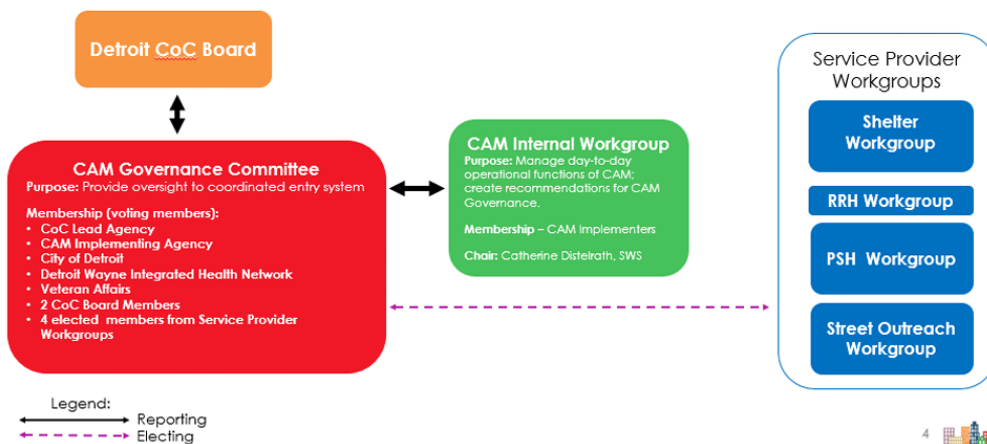 Detroit CoC Board
CAM Governance Committee
Purpose: Provide oversight to coordinated entry system
Membership (voting members):
• CoC Lead Agency
• CAM Implementing Agency
• City of Detroit
• Detroit Wayne Integrated Health Network
• Veteran Affairs
• 2 CoC Board Members
• 4 elected members from Service Provider
Workgroups
CAM Internal Workgroup
Purpose: Manage day-to-day
operational functions of CAM;
create recommendations for CAM
Governance.
Membership – CAM Implementers
Chair: Catherine Distelrath, SWS
Service Provider
Workgroups
Shelter
Workgroup
RRH Workgroup
PSH Workgroup
Street Outreach
Workgroup
Legend:
Reporting
Electing
4